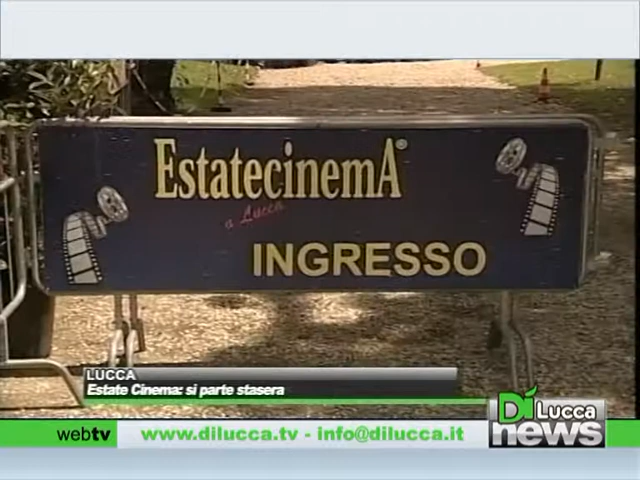 EstatecinemA®
a Lucca
INGRESSO
LUCCA
Estate Cinema: si parte stasera
Di Lucca
news
webtv
www.dilucca.tv - info@dilucca.it